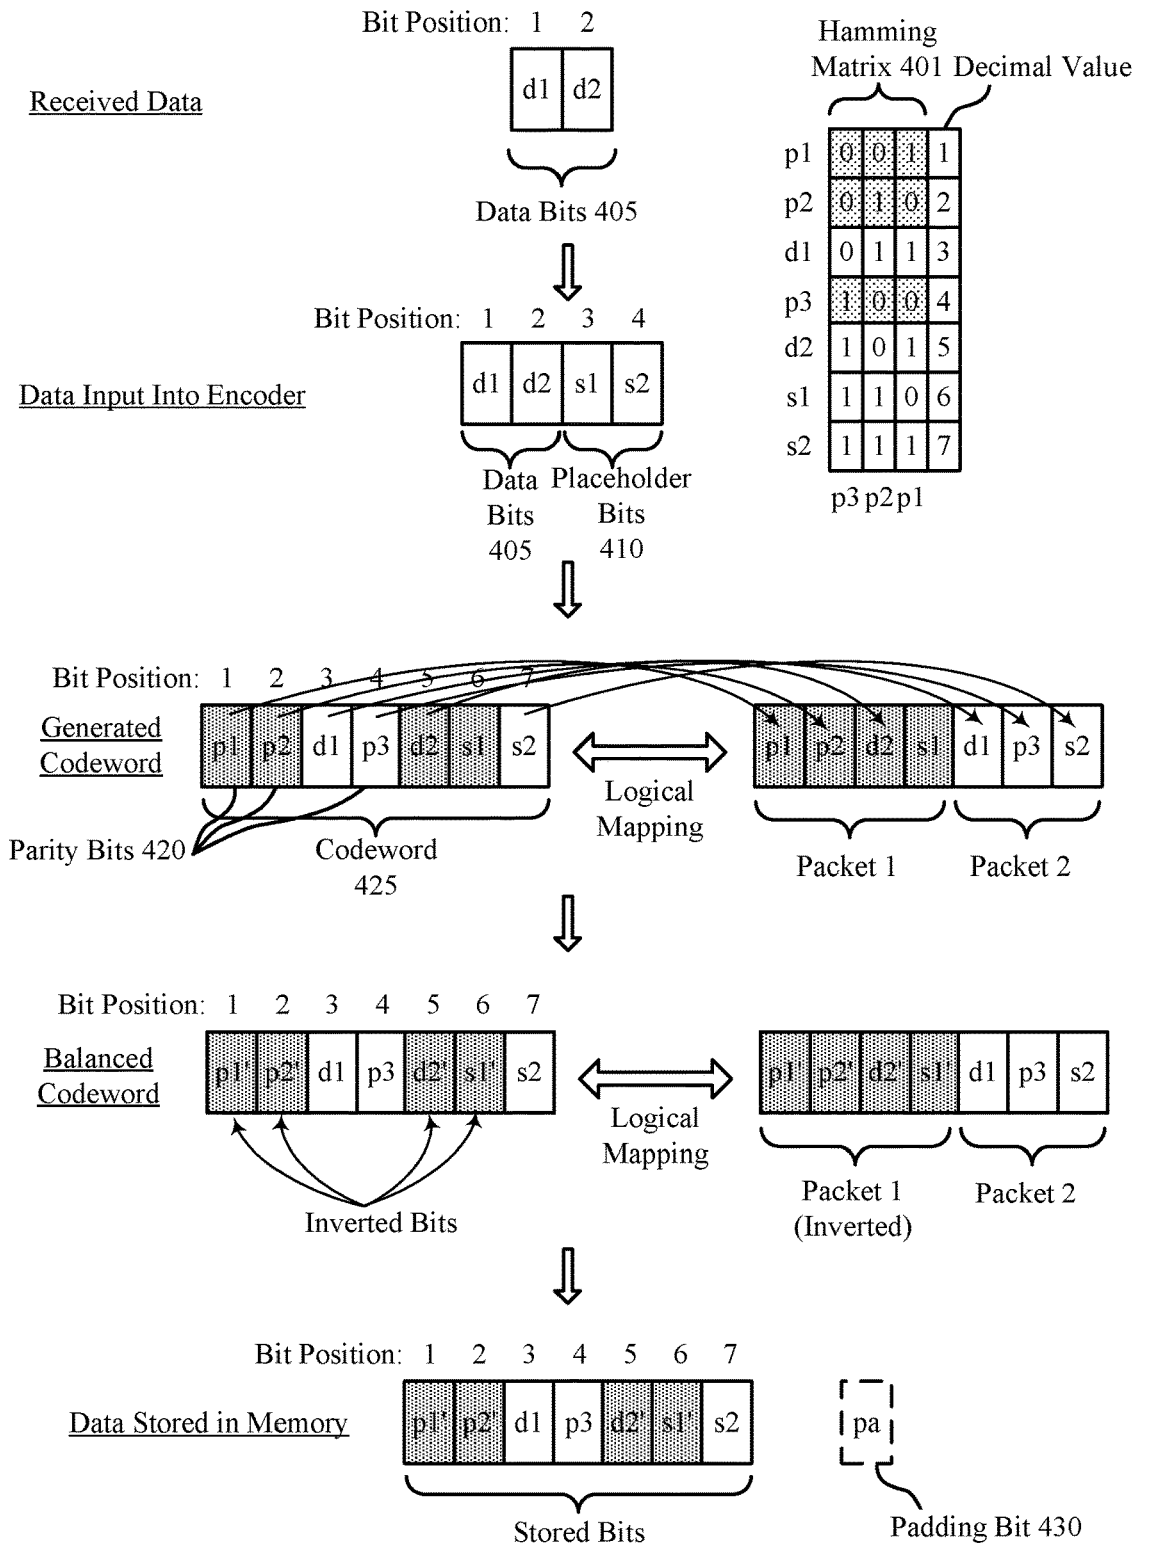 Bit Position: 1 2
Received Data
d1 d2
Data Bits 405
Hamming
Matrix 401 Decimal Value
p1 0 0 1 1
p2 0 1 0 2
d1 0 1 1 3
p3 1 0 0 4
d2 1 0 1 5
s1 1 1 0 6
s2 1 1 1 7
p3 p2 p1
Bit Position: 1 2 3 4
Data Input Into Encoder
d1 d2 s1 s2
Data
Bits
405
Placeholder
Bits
410
Bit Position: 1 2 3 4 5 6 7
Generated
Codeword
p1 p2 d1 p3 d2 s1 s2
Logical
Mapping
p1 p2 d2 s1 d1 p3 s2
Parity Bits 420
Codeword
425
Packet 1
Packet 2
Bit Position: 1 2 3 4 5 6 7
Balanced
Codeword
p1' p2' d1 p3 d2' s1' s2
Logical
Mapping
p1' p2' d2' s1' d1 p3 s2
Inverted Bits
Packet 1
(Inverted)
Packet 2
Bit Position: 1 2 3 4 5 6 7
Data Stored in Memory
p1' p2' d1 p3 d2' s1' s2
pa
Stored Bits
Padding Bit 430